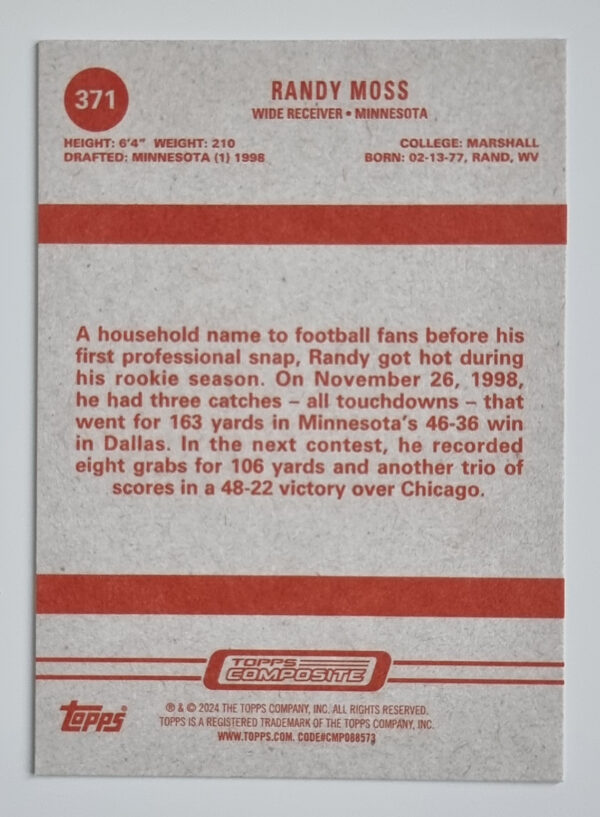 371
RANDY MOSS
WIDE RECEIVER • MINNESOTA
HEIGHT: 6'4" WEIGHT: 210
DRAFTED: MINNESOTA (1) 1998
COLLEGE: MARSHALL
BORN: 02-13-77, RAND, WV
A household name to football fans before his
first professional snap, Randy got hot during
his rookie season. On November 26, 1998,
he had three catches – all touchdowns – that
went for 163 yards in Minnesota's 46-36 win
in Dallas. In the next contest, he recorded
eight grabs for 106 yards and another trio of
scores in a 48-22 victory over Chicago.
TOPPS
COMPOSITE
topps
® & © 2024 THE TOPPS COMPANY, INC. ALL RIGHTS RESERVED.
TOPPS IS A REGISTERED TRADEMARK OF THE TOPPS COMPANY, INC.
WWW.TOPPS.COM. CODE#CMP088573